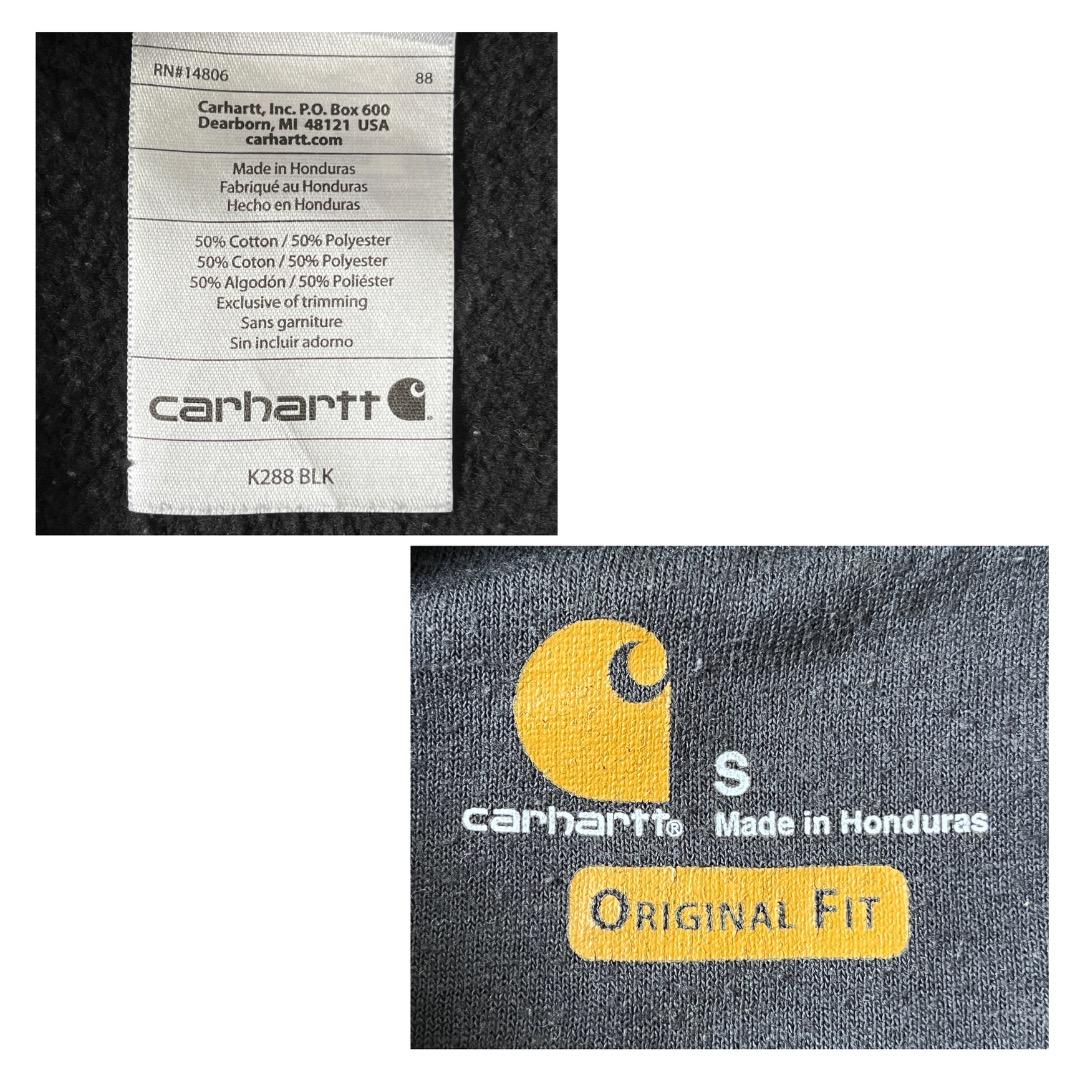 RN#14806 88
Carhartt, Inc. P.O. Box 600
Dearborn, MI 48121 USA
carhartt.com
Made in Honduras
Fabriqué au Honduras
Hecho en Honduras
50% Cotton / 50% Polyester
50% Coton / 50% Polyester
50% Algodón / 50% Poliéster
Exclusive of trimming
Sans garniture
Sin incluir adorno
carhartt
K288 BLK
S
carhartt® Made in Honduras
ORIGINAL FIT